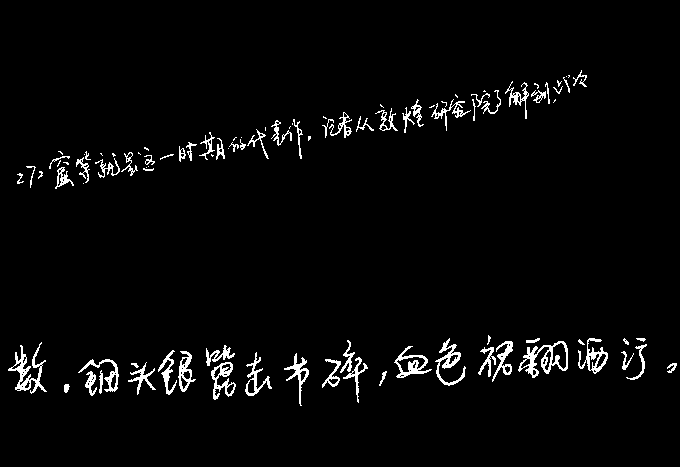 272窟等就是这一时期的代表作。记者从敦煌研究院了解到,此次
数。钿头银篦击节碎,血色裙翻酒污。